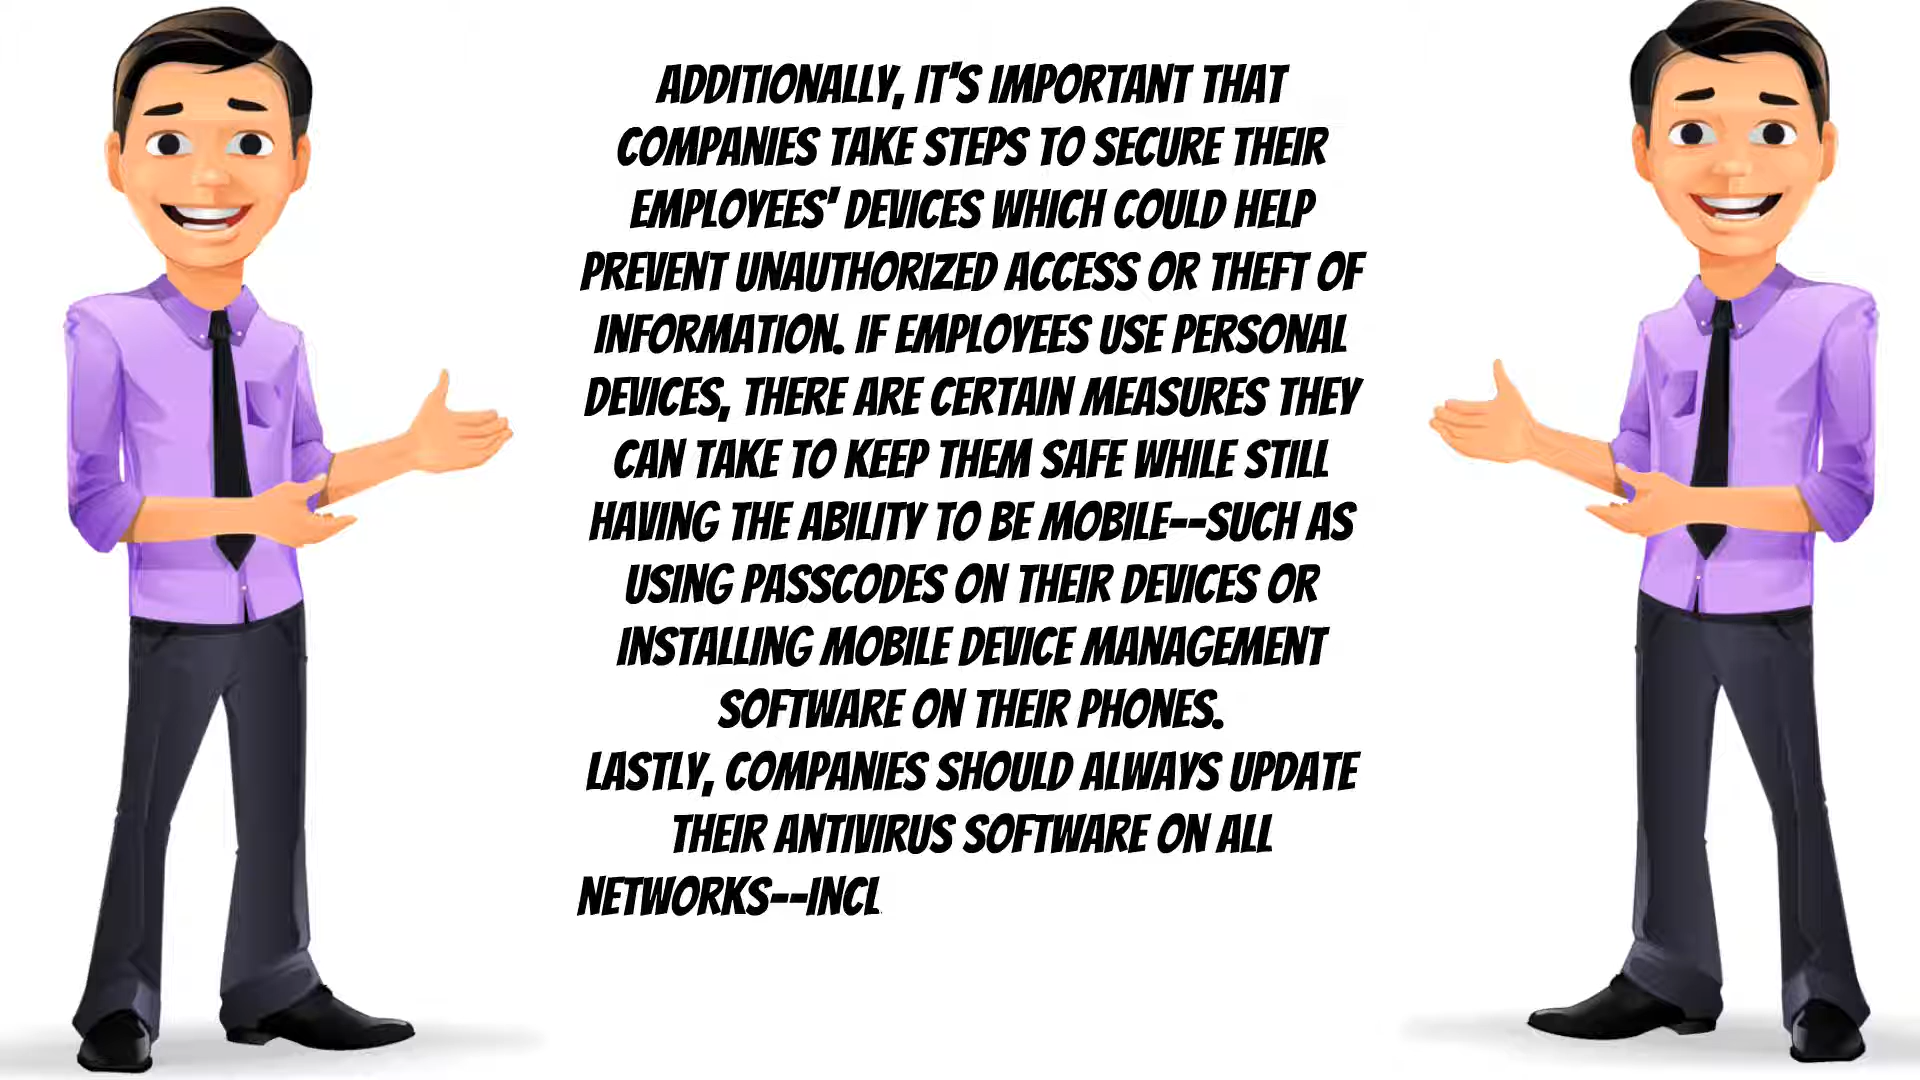 ADDITIONALLY, IT'S IMPORTANT THAT
COMPANIES TAKE STEPS TO SECURE THEIR
EMPLOYEES' DEVICES WHICH COULD HELP
PREVENT UNAUTHORIZED ACCESS OR THEFT OF
INFORMATION. IF EMPLOYEES USE PERSONAL
DEVICES, THERE ARE CERTAIN MEASURES THEY
CAN TAKE TO KEEP THEM SAFE WHILE STILL
HAVING THE ABILITY TO BE MOBILE--SUCH AS
USING PASSCODES ON THEIR DEVICES OR
INSTALLING MOBILE DEVICE MANAGEMENT
SOFTWARE ON THEIR PHONES.
LASTLY, COMPANIES SHOULD ALWAYS UPDATE
THEIR ANTIVIRUS SOFTWARE ON ALL
NETWORKS--INCL